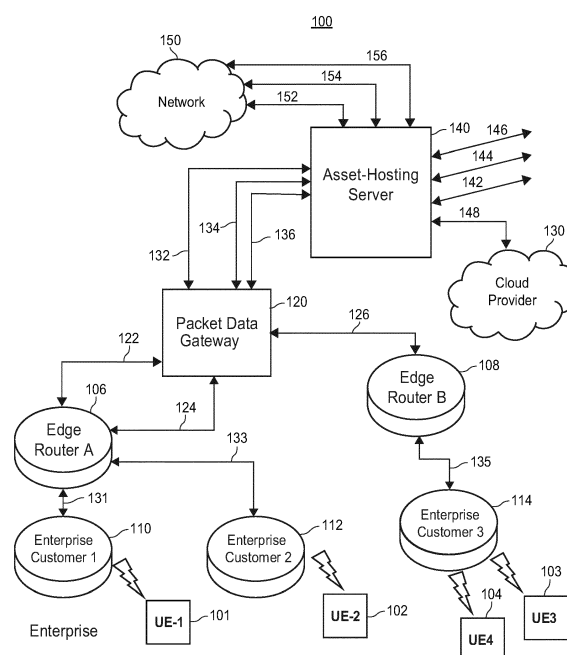 100
150
156
154
152
Network
140
146
144
142
148
Asset-Hosting
Server
130
Cloud
Provider
132
134
136
120
Packet Data
Gateway
126
122
108
Edge
Router B
106
Edge
Router A
124
133
135
131
110
Enterprise
Customer 1
112
Enterprise
Customer 2
114
Enterprise
Customer 3
UE-1
101
UE-2
102
104
UE4
103
UE3
Enterprise